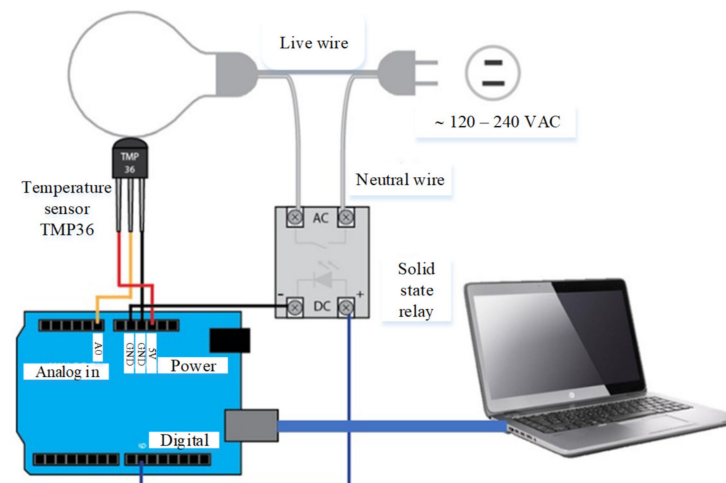 Live wire
~ 120 – 240 VAC
TMP
36
Temperature
sensor
TMP36
Neutral wire
AC
Solid
state
relay
- +
DC
A0
GND
GND
5V
Analog in
Power
Digital